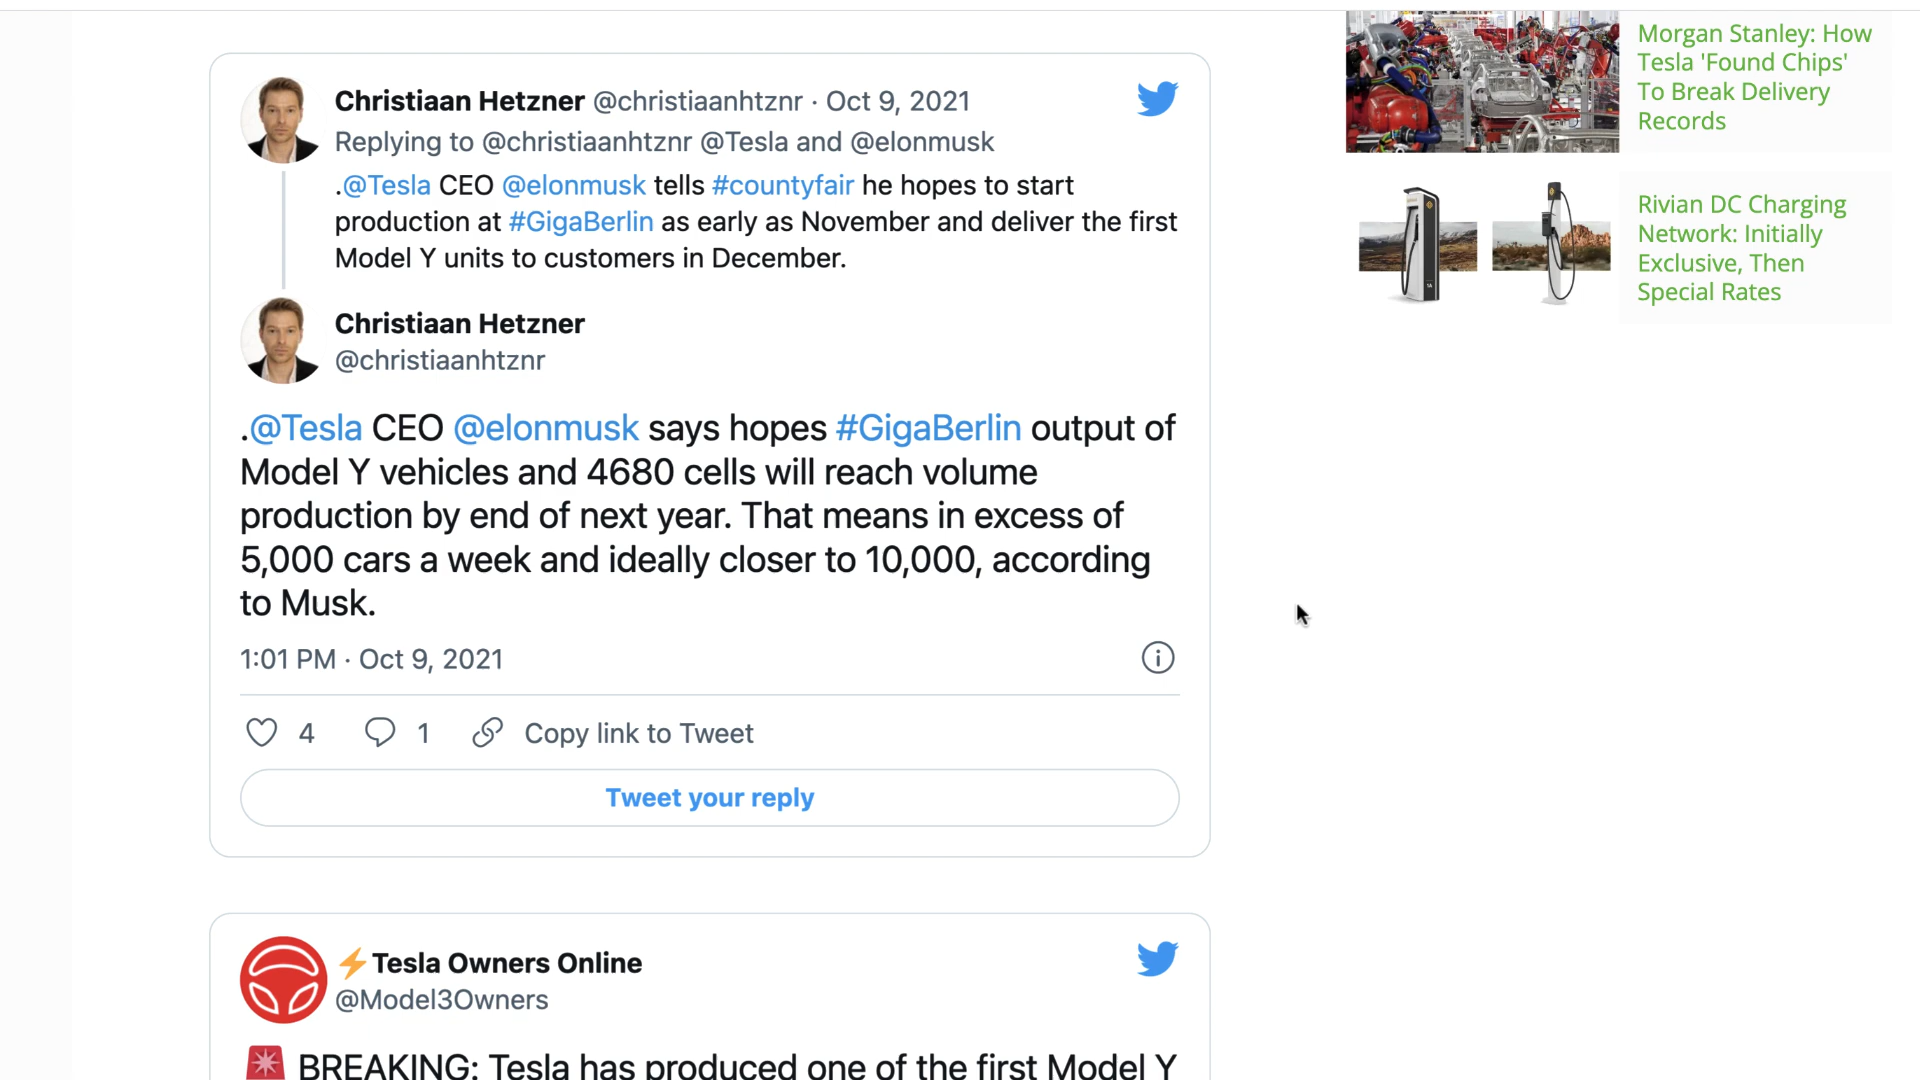 Christiaan Hetzner @christiaanhtznr · Oct 9, 2021
Replying to @christiaanhtznr @Tesla and @elonmusk
.@Tesla CEO @elonmusk tells #countyfair he hopes to start
production at #GigaBerlin as early as November and deliver the first
Model Y units to customers in December.
Christiaan Hetzner
@christiaanhtznr
.@Tesla CEO @elonmusk says hopes #GigaBerlin output of
Model Y vehicles and 4680 cells will reach volume
production by end of next year. That means in excess of
5,000 cars a week and ideally closer to 10,000, according
to Musk.
1:01 PM · Oct 9, 2021
4 1 Copy link to Tweet
Tweet your reply
⚡Tesla Owners Online
@Model3Owners
🚨 BREAKING: Tesla has produced one of the first Model Y
Morgan Stanley: How
Tesla 'Found Chips'
To Break Delivery
Records
Rivian DC Charging
Network: Initially
Exclusive, Then
Special Rates